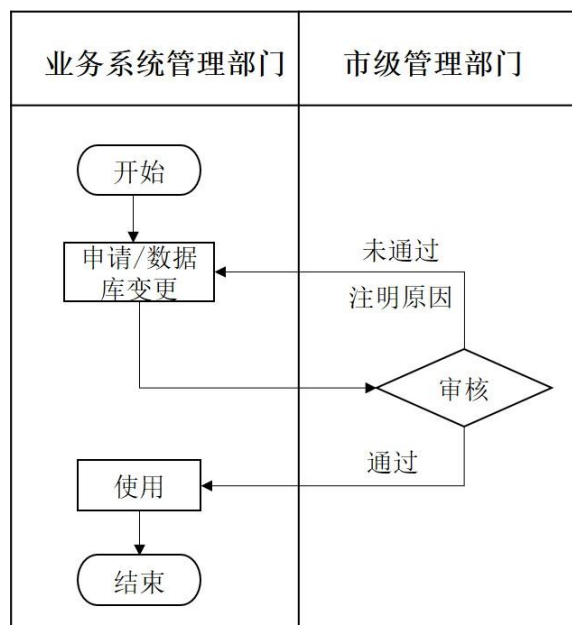 业务系统管理部门
市级管理部门
开始
申请/数据
库变更
未通过
注明原因
审核
通过
使用
结束